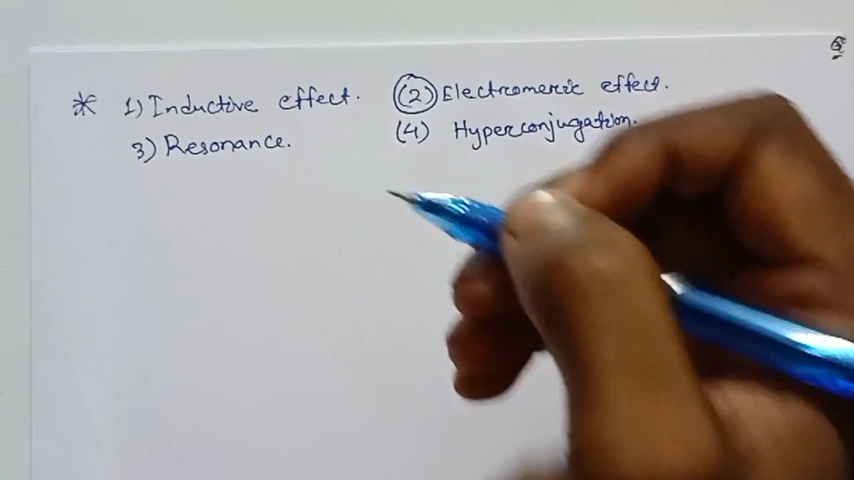 * 1) Inductive effect. (2) Electromeric effect.
3) Resonance. (4) Hyperconjugation.